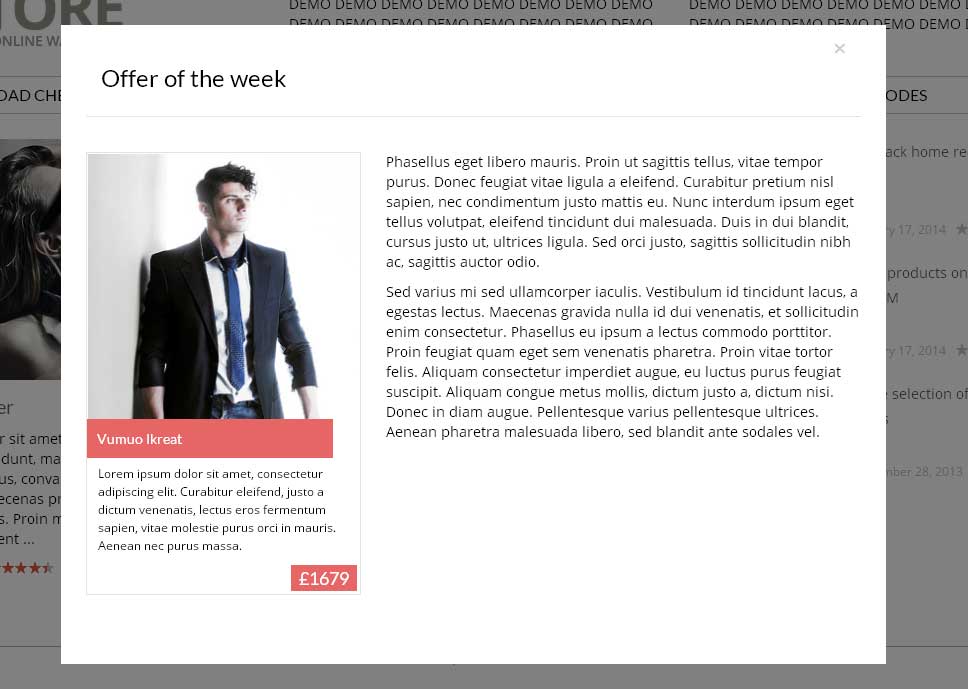 TORE
DEMO DEMO DEMO DEMO DEMO DEMO DEMO DEMO
DEMO DEMO DEMO DEMO DEMO DEMO D
DEMO DEMO DEMO DEMO DEMO DEMO DEMO DEMO
DEMO DEMO DEMO DEMO DEMO DEMO D
ONLINE WA
×
Offer of the week
OAD CHE
ODES
Phasellus eget libero mauris. Proin ut sagittis tellus, vitae tempor
purus. Donec feugiat vitae ligula a eleifend. Curabitur pretium nisl
sapien, nec condimentum justo mattis eu. Nunc interdum ipsum eget
tellus volutpat, eleifend tincidunt dui malesuada. Duis in dui blandit,
cursus justo ut, ultrices ligula. Sed orci justo, sagittis sollicitudin nibh
ac, sagittis auctor odio.
Sed varius mi sed ullamcorper iaculis. Vestibulum id tincidunt lacus, a
egestas lectus. Maecenas gravida nulla id dui venenatis, et sollicitudin
enim consectetur. Phasellus eu ipsum a lectus commodo porttitor.
Proin feugiat quam eget sem venenatis pharetra. Proin vitae tortor
felis. Aliquam consectetur imperdiet augue, eu luctus purus feugiat
suscipit. Aliquam congue metus mollis, dictum justo a, dictum nisi.
Donec in diam augue. Pellentesque varius pellentesque ultrices.
Aenean pharetra malesuada libero, sed blandit ante sodales vel.
Vumuo Ikreat
Lorem ipsum dolor sit amet, consectetur
adipiscing elit. Curabitur eleifend, justo a
dictum venenatis, lectus eros fermentum
sapien, vitae molestie purus orci in mauris.
Aenean nec purus massa.
£1679
er
r sit amet
dunt, ma
us, conva
ecenas pr
s. Proin m
ent ...
ack home re
ry 17, 2014
products on
M
ry 17, 2014
e selection of
s
mber 28, 2013